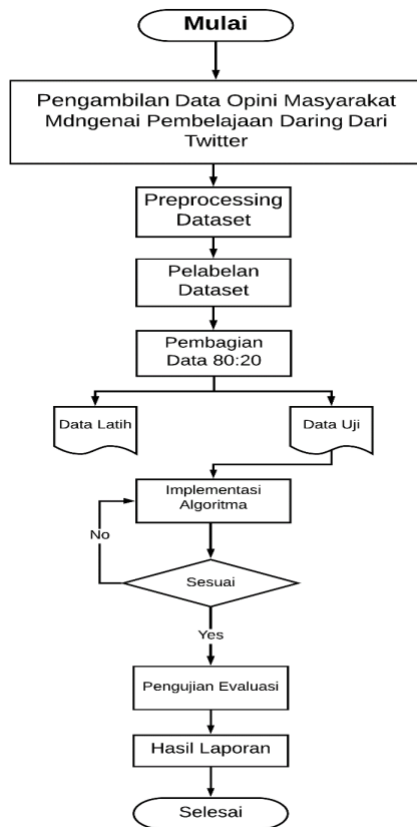 Mulai
Pengambilan Data Opini Masyarakat
Mdngenai Pembelajaan Daring Dari
Twitter
Preprocessing
Dataset
Pelabelan
Dataset
Pembagian
Data 80:20
Data Latih
Data Uji
Implementasi
Algoritma
No
Sesuai
Yes
Pengujian Evaluasi
Hasil Laporan
Selesai